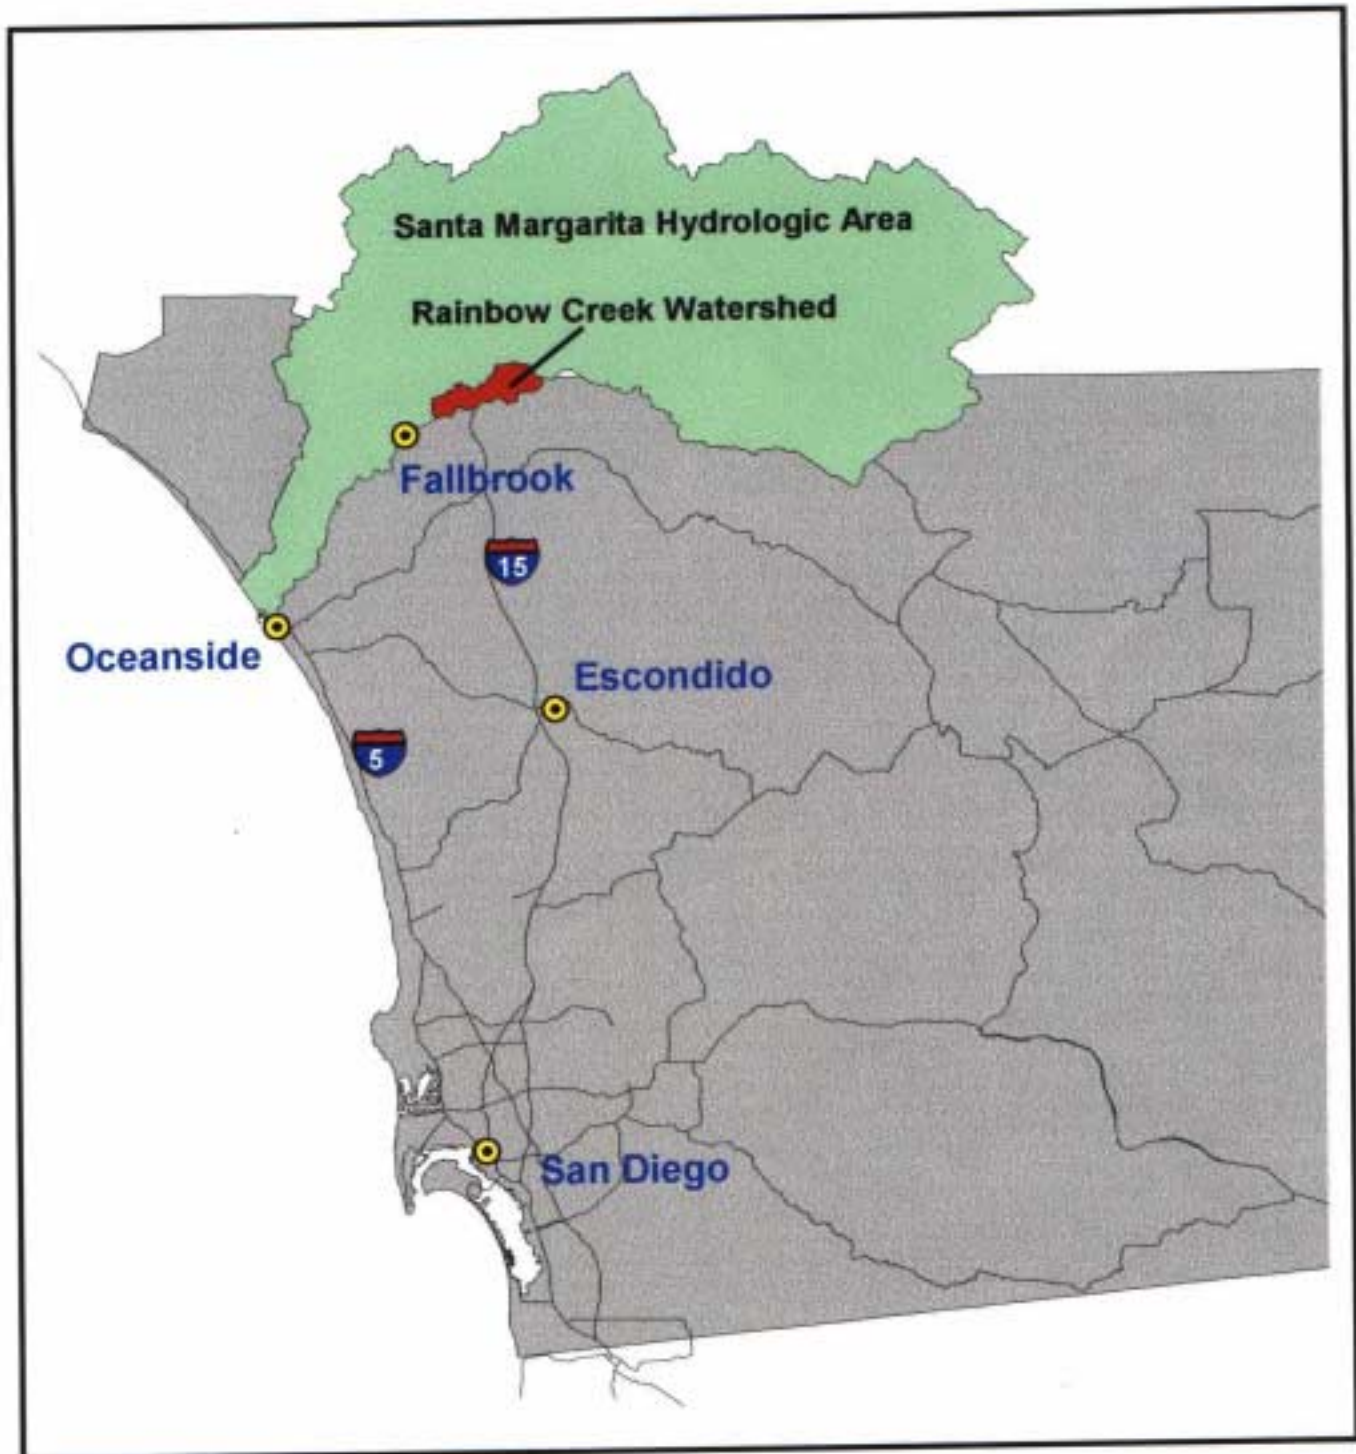 Santa Margarita Hydrologic Area
Rainbow Creek Watershed
Fallbrook
15
Oceanside
Escondido
5
San Diego